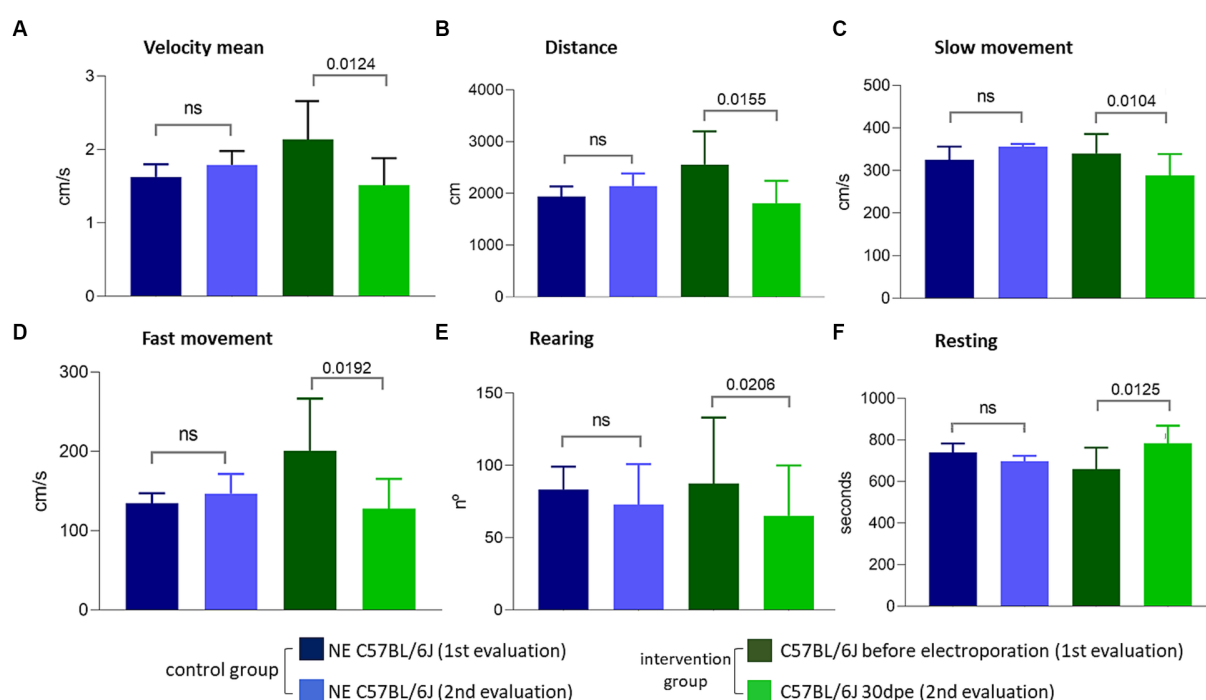 A
Velocity mean
cm/s
3
2
1
0
ns
0.0124
B
Distance
cm
4000
3000
2000
1000
0
ns
0.0155
C
Slow movement
cm/s
500
400
300
200
100
0
ns
0.0104
D
Fast movement
cm/s
300
200
100
0
ns
0.0192
E
Rearing
nº
150
100
50
0
ns
0.0206
F
Resting
seconds
1000
800
600
400
200
0
ns
0.0125
control group
NE C57BL/6J (1st evaluation)
NE C57BL/6J (2nd evaluation)
intervention
group
C57BL/6J before electroporation (1st evaluation)
C57BL/6J 30dpe (2nd evaluation)